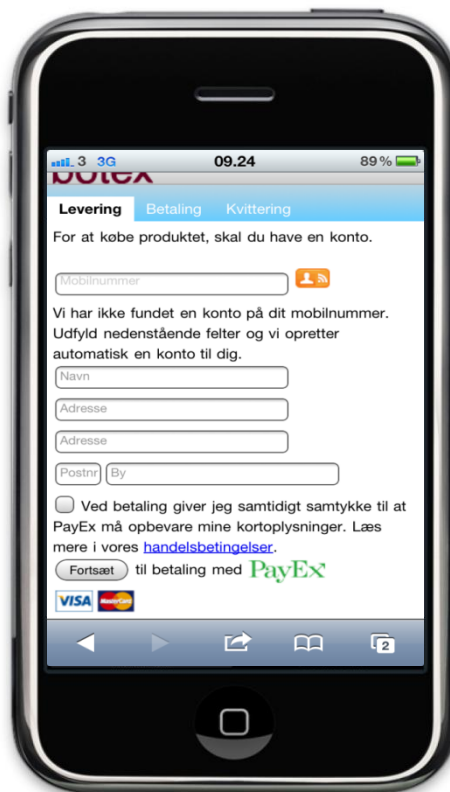 3 3G 09.24 89 %
botex
Levering Betaling Kvittering
For at købe produktet, skal du have en konto.
Mobilnummer
Vi har ikke fundet en konto på dit mobilnummer.
Udfyld nedenstående felter og vi opretter
automatisk en konto til dig.
Navn
Adresse
Adresse
Postnr By
Ved betaling giver jeg samtidigt samtykke til at
PayEx må opbevare mine kortoplysninger. Læs
mere i vores handelsbetingelser.
Fortsæt til betaling med PayEx
VISA MasterCard
2